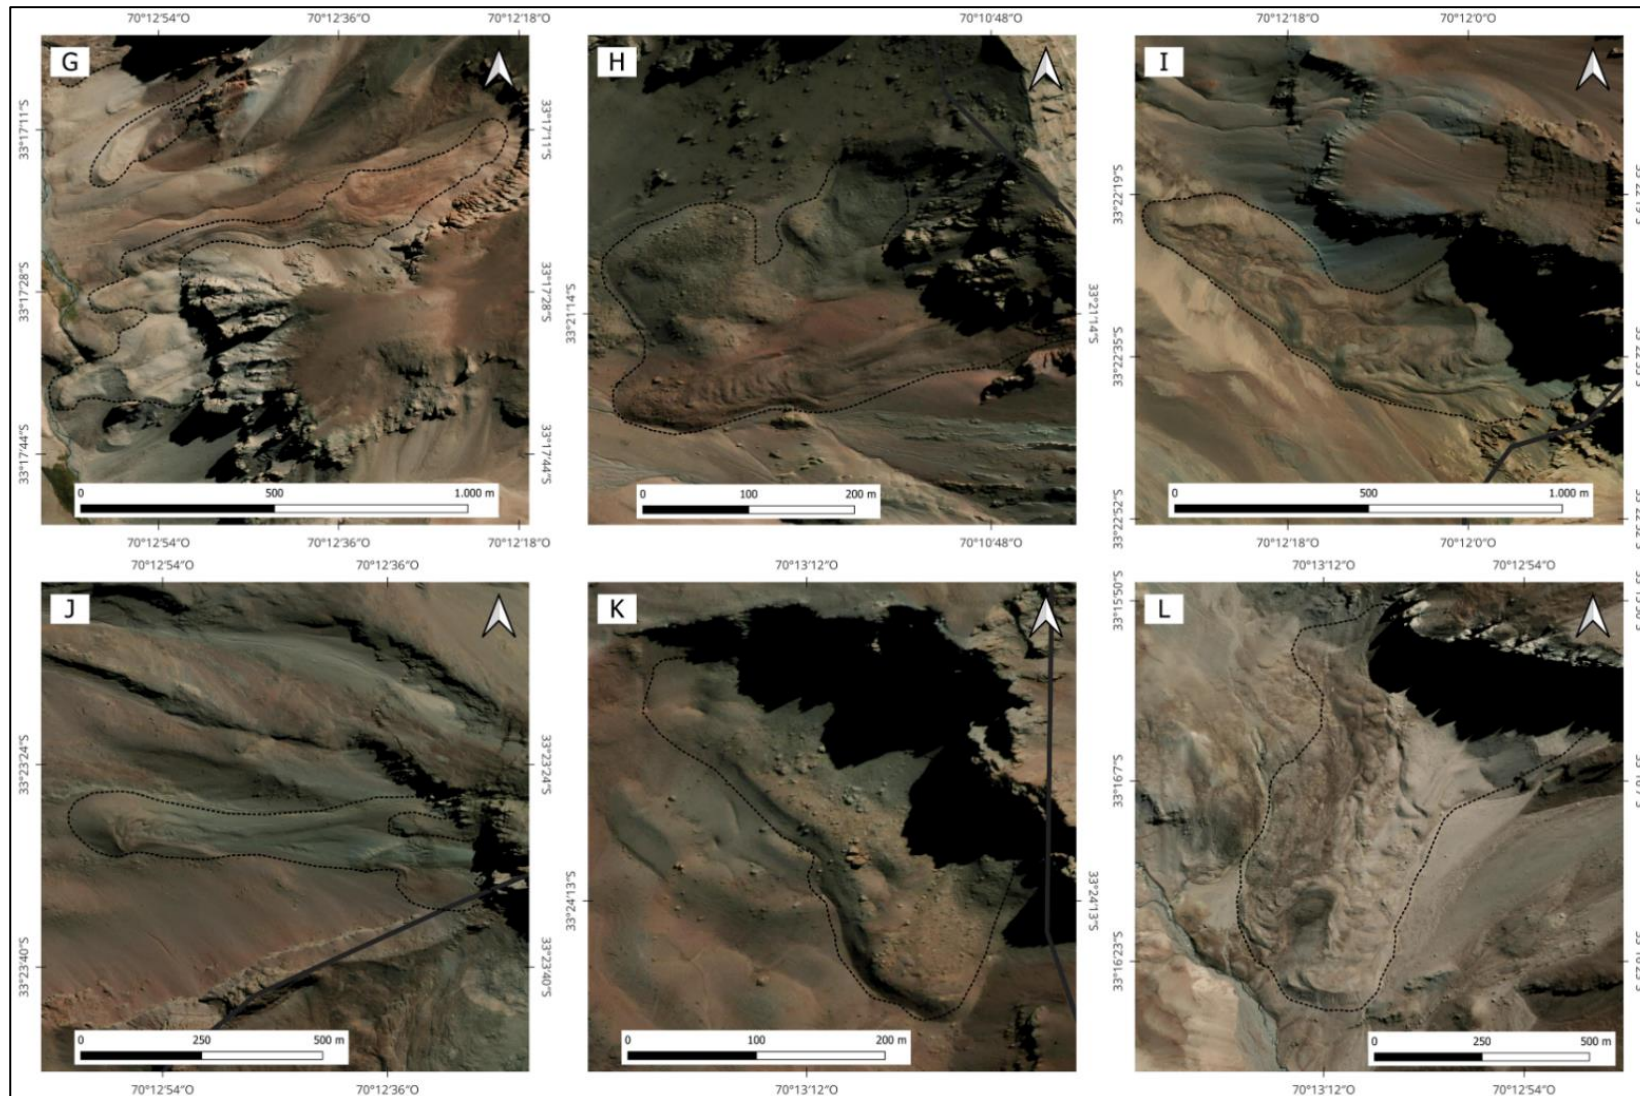 70°12'54"O 70°12'36"O 70°12'18"O
G
33°17'11"S
33°17'28"S
33°17'44"S
33°17'11"S
33°17'28"S
33°17'44"S
0 500 1.000 m
70°12'54"O 70°12'36"O 70°12'18"O
70°10'48"O
H
33°21'14"S
33°21'14"S
0 100 200 m
70°10'48"O
70°12'18"O 70°12'0"O
I
33°22'19"S
33°22'35"S
33°22'52"S
0 500 1.000 m
70°12'18"O 70°12'0"O
70°12'54"O 70°12'36"O
J
33°23'24"S
33°23'40"S
33°23'24"S
33°23'40"S
0 250 500 m
70°12'54"O 70°12'36"O
70°13'12"O
K
33°24'13"S
33°24'13"S
0 100 200 m
70°13'12"O
70°13'12"O 70°12'54"O
L
33°15'50"S
33°16'7"S
33°16'23"S
0 250 500 m
70°13'12"O 70°12'54"O